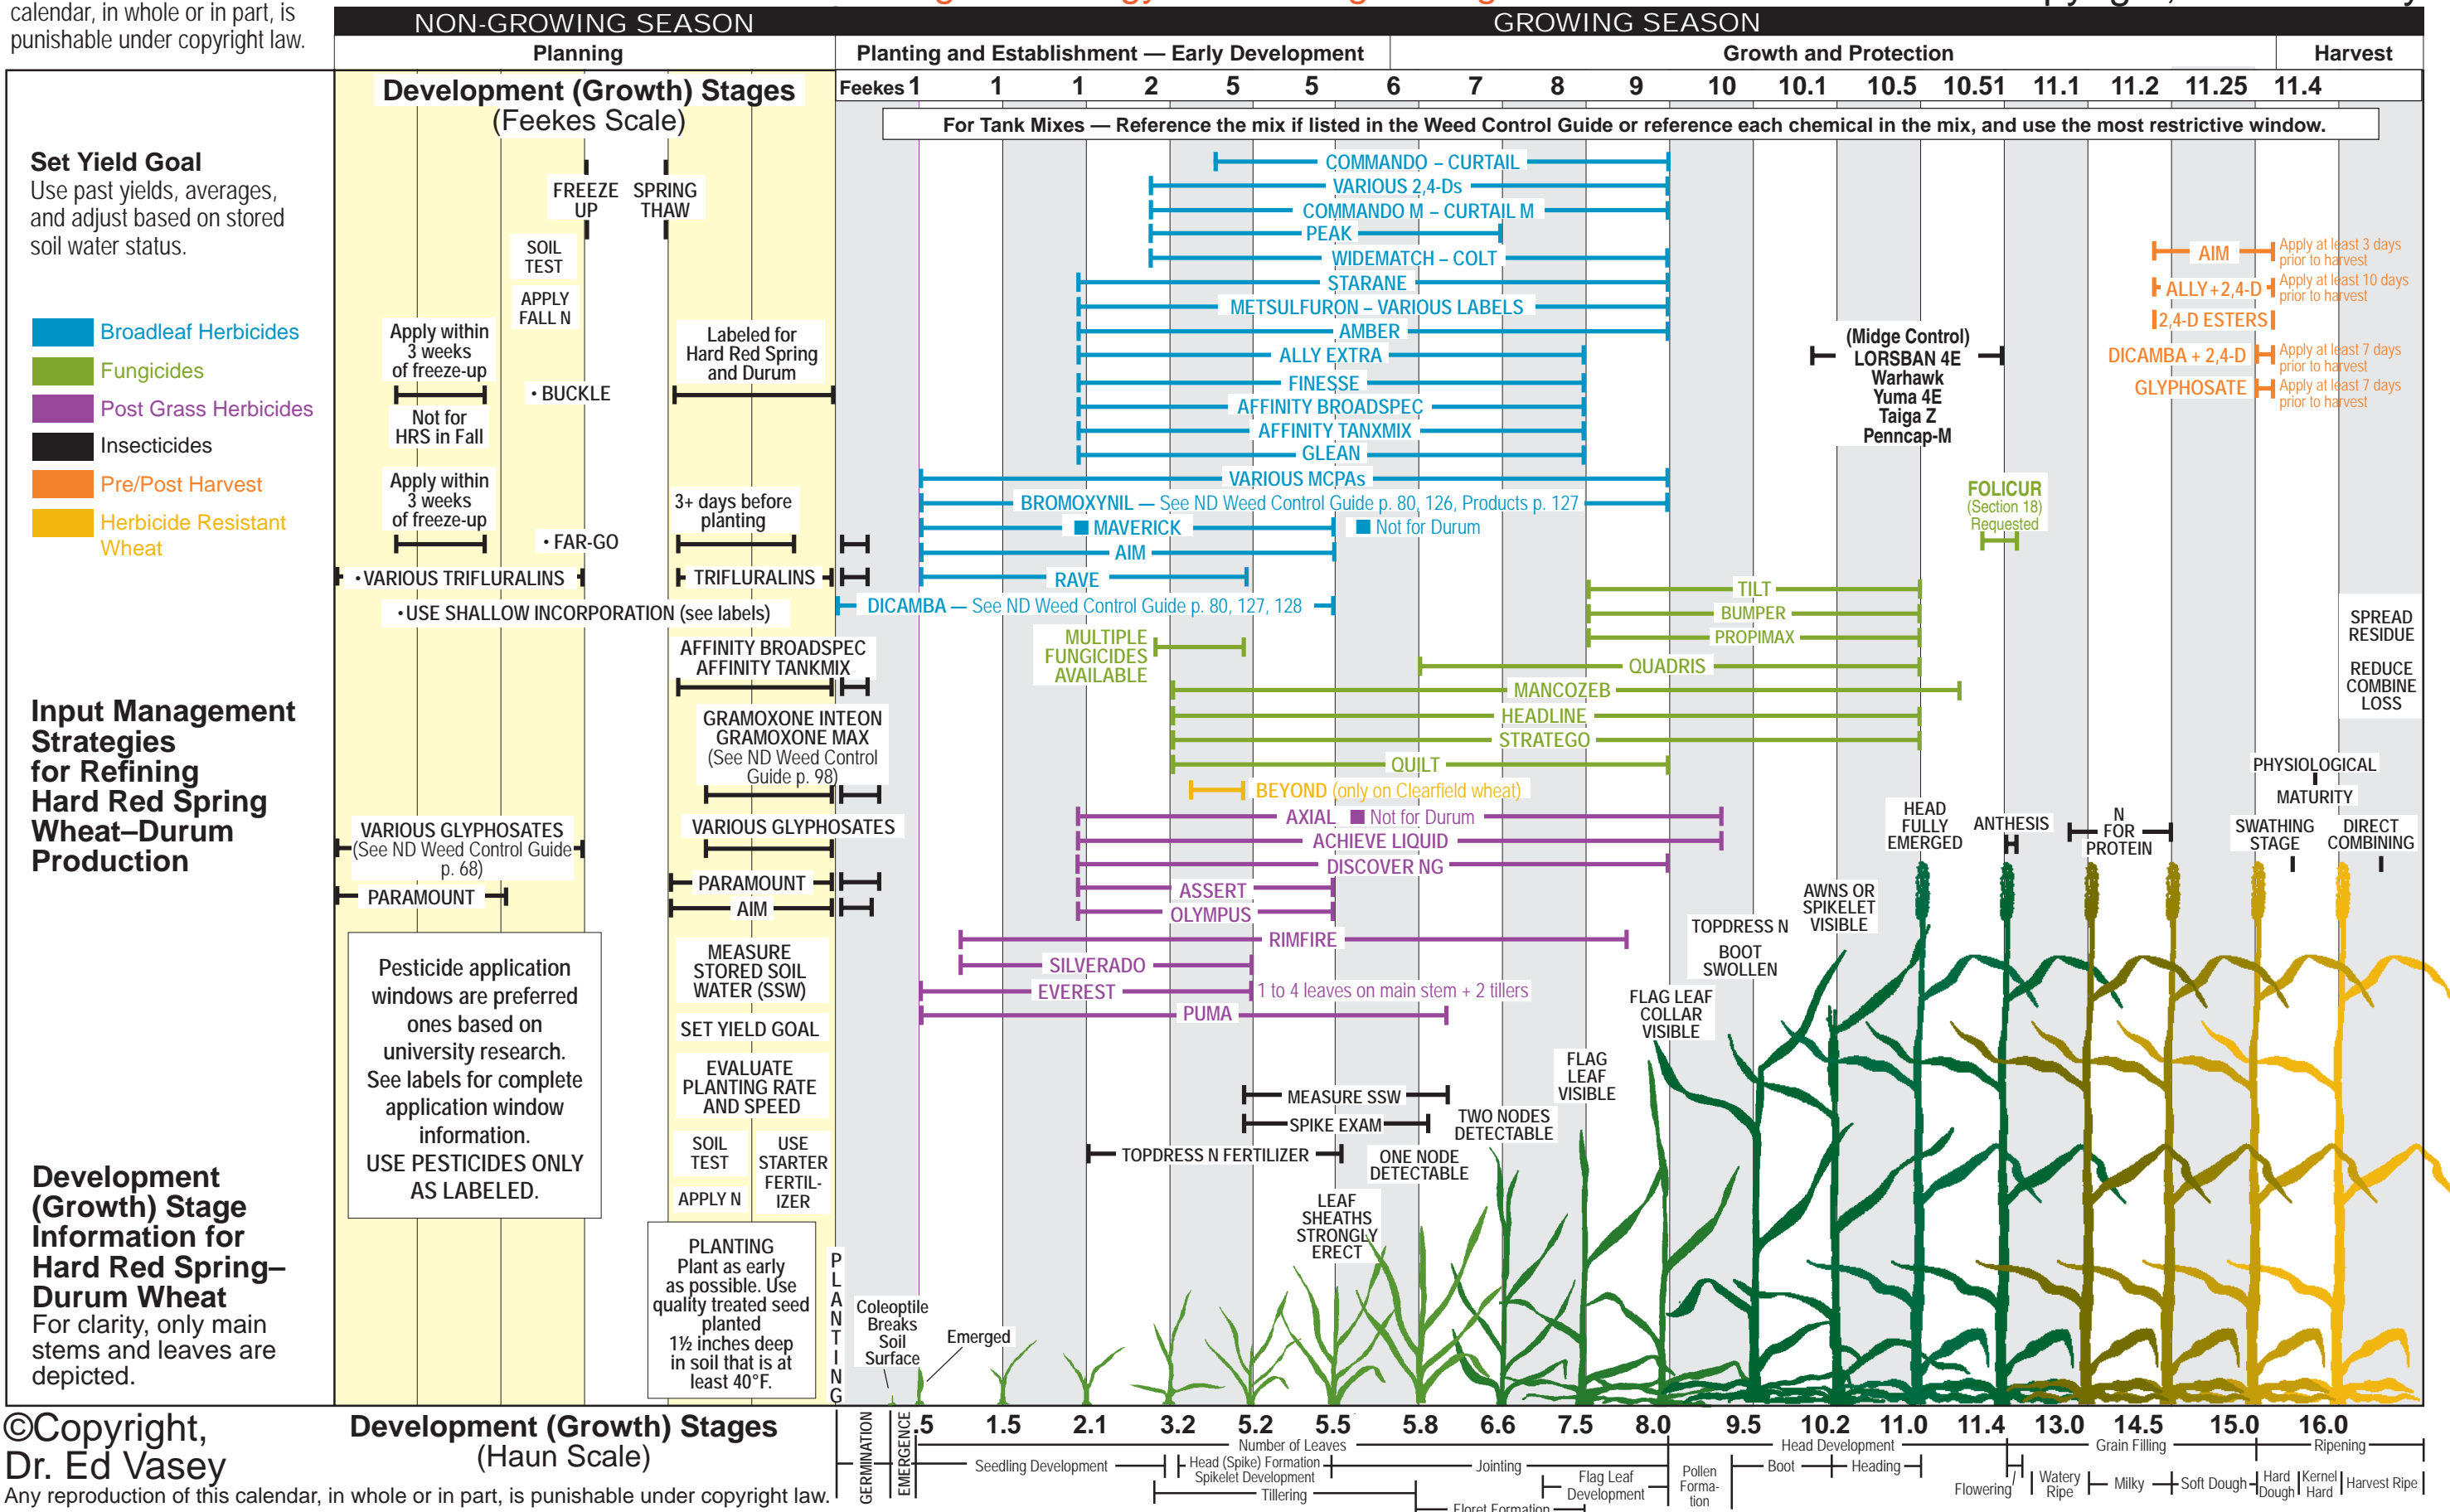 calendar, in whole or in part, is
punishable under copyright law.
NON-GROWING SEASON
GROWING SEASON
Planning
Planting and Establishment — Early Development
Growth and Protection
Harvest
Development (Growth) Stages
(Feekes Scale)
Feekes 1 1 1 2 5 5 6 7 8 9 10 10.1 10.5 10.51 11.1 11.2 11.25 11.4
For Tank Mixes — Reference the mix if listed in the Weed Control Guide or reference each chemical in the mix, and use the most restrictive window.
Set Yield Goal
Use past yields, averages,
and adjust based on stored
soil water status.
Broadleaf Herbicides
Fungicides
Post Grass Herbicides
Insecticides
Pre/Post Harvest
Herbicide Resistant
Wheat
Input Management
Strategies
for Refining
Hard Red Spring
Wheat–Durum
Production
Development
(Growth) Stage
Information for
Hard Red Spring–
Durum Wheat
For clarity, only main
stems and leaves are
depicted.
FREEZE
UP
SPRING
THAW
SOIL
TEST
APPLY
FALL N
Apply within
3 weeks
of freeze-up
Not for
HRS in Fall
• BUCKLE
Labeled for
Hard Red Spring
and Durum
Apply within
3 weeks
of freeze-up
• FAR-GO
3+ days before
planting
• VARIOUS TRIFLURALINS
TRIFLURALINS
• USE SHALLOW INCORPORATION (see labels)
AFFINITY BROADSPEC
AFFINITY TANKMIX
GRAMOXONE INTEON
GRAMOXONE MAX
(See ND Weed Control
Guide p. 98)
VARIOUS GLYPHOSATES
(See ND Weed Control Guide
p. 68)
VARIOUS GLYPHOSATES
PARAMOUNT
PARAMOUNT
AIM
Pesticide application
windows are preferred
ones based on
university research.
See labels for complete
application window
information.
USE PESTICIDES ONLY
AS LABELED.
MEASURE
STORED SOIL
WATER (SSW)
SET YIELD GOAL
EVALUATE
PLANTING RATE
AND SPEED
SOIL
TEST
APPLY N
USE
STARTER
FERTIL-
IZER
PLANTING
Plant as early
as possible. Use
quality treated seed
planted
1½ inches deep
in soil that is at
least 40°F.
PLANTING
COMMANDO – CURTAIL
VARIOUS 2,4-Ds
COMMANDO M – CURTAIL M
PEAK
WIDEMATCH – COLT
STARANE
METSULFURON – VARIOUS LABELS
AMBER
ALLY EXTRA
FINESSE
AFFINITY BROADSPEC
AFFINITY TANXMIX
GLEAN
VARIOUS MCPAs
BROMOXYNIL — See ND Weed Control Guide p. 80, 126, Products p. 127
MAVERICK
Not for Durum
AIM
RAVE
DICAMBA — See ND Weed Control Guide p. 80, 127, 128
MULTIPLE
FUNGICIDES
AVAILABLE
TILT
BUMPER
PROPIMAX
QUADRIS
MANCOZEB
HEADLINE
STRATEGO
QUILT
BEYOND (only on Clearfield wheat)
AXIAL Not for Durum
ACHIEVE LIQUID
DISCOVER NG
ASSERT
OLYMPUS
RIMFIRE
SILVERADO
EVEREST
1 to 4 leaves on main stem + 2 tillers
PUMA
MEASURE SSW
SPIKE EXAM
TOPDRESS N FERTILIZER
(Midge Control)
LORSBAN 4E
Warhawk
Yuma 4E
Taiga Z
Penncap-M
FOLICUR
(Section 18)
Requested
AIM
Apply at least 3 days
prior to harvest
ALLY+2,4-D
Apply at least 10 days
prior to harvest
2,4-D ESTERS
DICAMBA + 2,4-D
Apply at least 7 days
prior to harvest
GLYPHOSATE
Apply at least 7 days
prior to harvest
SPREAD
RESIDUE
REDUCE
COMBINE
LOSS
PHYSIOLOGICAL
MATURITY
HEAD
FULLY
EMERGED
ANTHESIS
N
FOR
PROTEIN
SWATHING
STAGE
DIRECT
COMBINING
AWNS OR
SPIKELET
VISIBLE
TOPDRESS N
BOOT
SWOLLEN
FLAG LEAF
COLLAR
VISIBLE
FLAG
LEAF
VISIBLE
TWO NODES
DETECTABLE
ONE NODE
DETECTABLE
LEAF
SHEATHS
STRONGLY
ERECT
Coleoptile
Breaks
Soil
Surface
Emerged
©Copyright,
Dr. Ed Vasey
Any reproduction of this calendar, in whole or in part, is punishable under copyright law.
Development (Growth) Stages
(Haun Scale)
GERMINATION
EMERGENCE
.5 1.5 2.1 3.2 5.2 5.5 5.8 6.6 7.5 8.0 9.5 10.2 11.0 11.4 13.0 14.5 15.0 16.0
Number of Leaves
Head Development
Grain Filling
Ripening
Seedling Development
Head (Spike) Formation
Spikelet Development
Jointing
Tillering
Flag Leaf
Development
Floret Formation
Pollen
Forma-
tion
Boot
Heading
Flowering
Watery
Ripe
Milky
Soft Dough
Hard
Dough
Kernel
Hard
Harvest Ripe